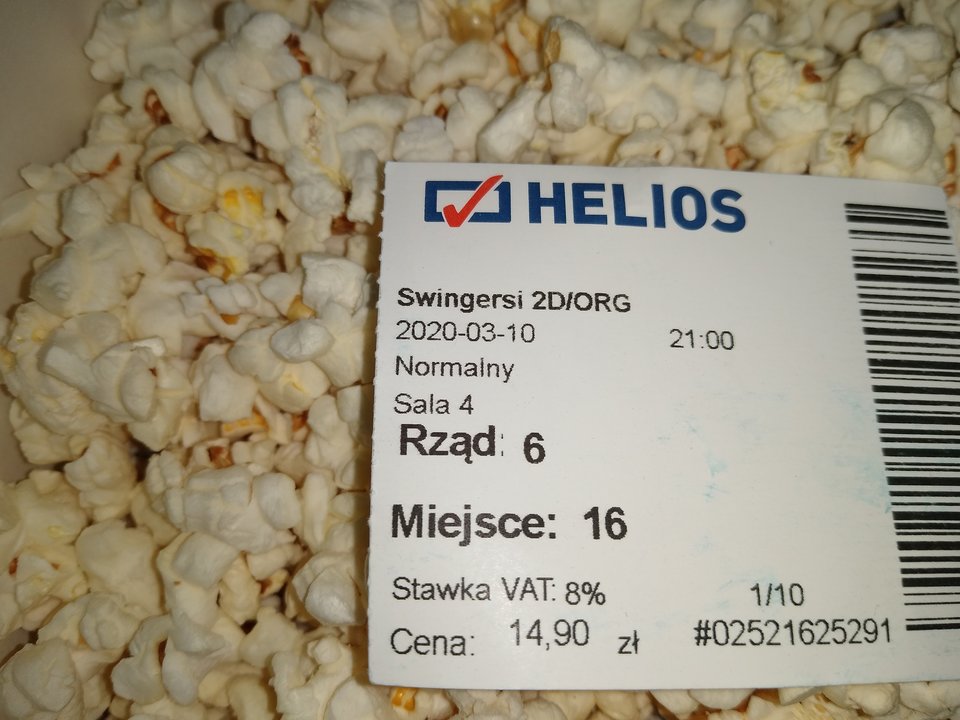 HELIOS
Swingersi 2D/ORG
2020-03-10 21:00
Normalny
Sala 4
Rząd: 6
Miejsce: 16
Stawka VAT: 8% 1/10
Cena: 14,90 zł #02521625291